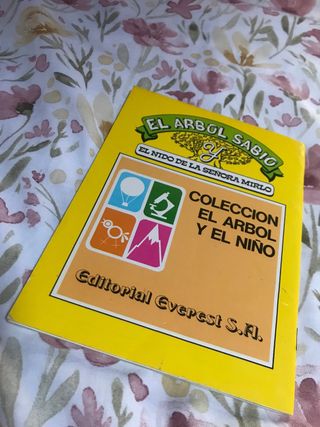 EL ARBOL SABIO
Y
EL NIDO DE LA SEÑORA MIRLO
COLECCION
EL ARBOL
Y EL NIÑO
Editorial Everest S.A.